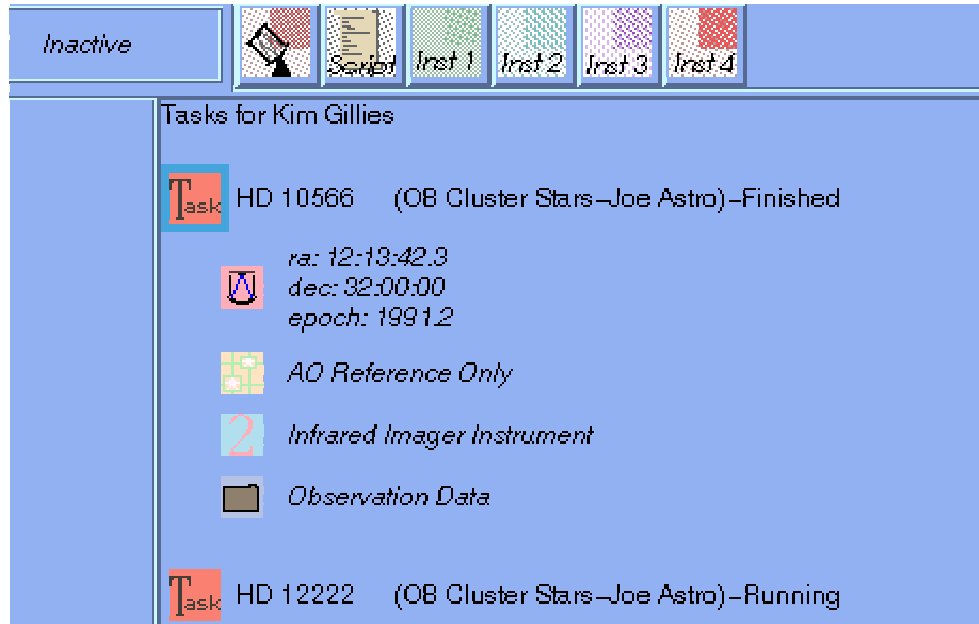 Inactive
Script
Inst 1
Inst 2
Inst 3
Inst 4
Tasks for Kim Gillies
Task HD 10566 (OB Cluster Stars-Joe Astro)-Finished
ra: 12:13:42.3
dec: 32:00:00
epoch: 1991.2
AO Reference Only
2 Infrared Imager Instrument
Observation Data
Task HD 12222 (OB Cluster Stars-Joe Astro)-Running